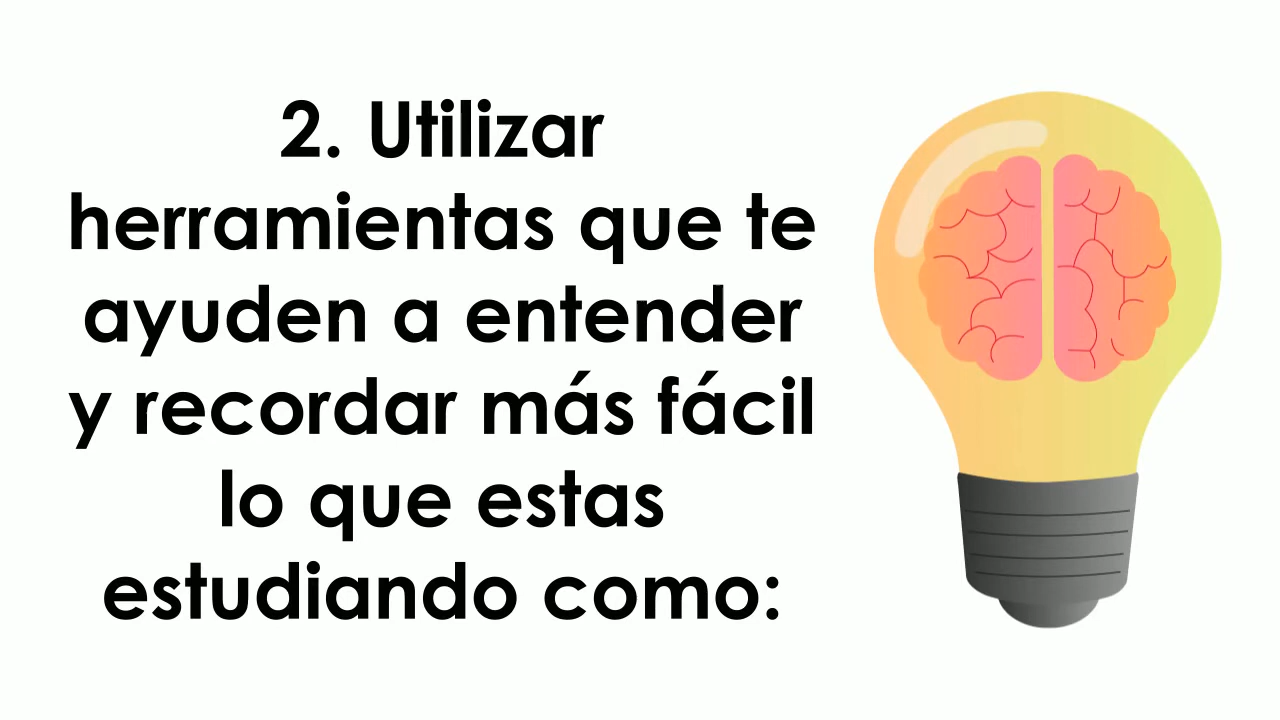 2. Utilizar
herramientas que te
ayuden a entender
y recordar más fácil
lo que estas
estudiando como: